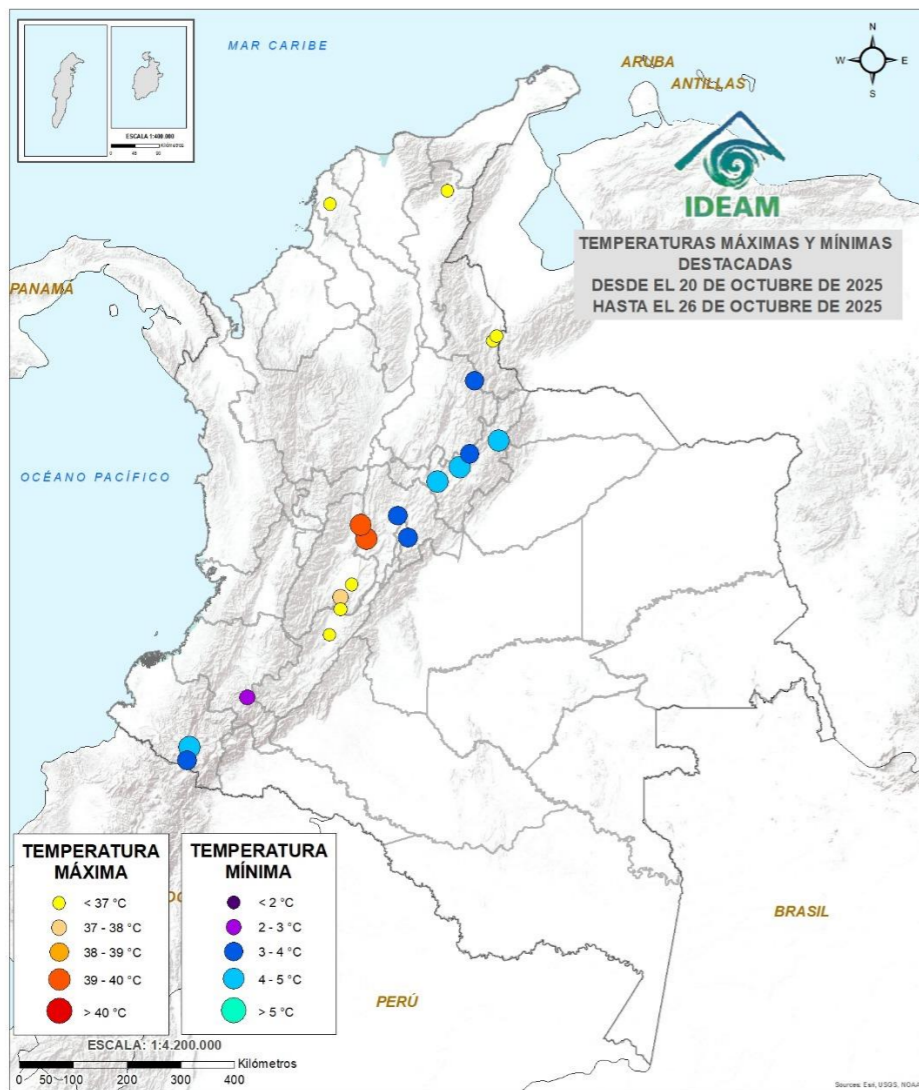 MAR CARIBE
ARUBA
ANTILLAS
N
W
E
S
ESCALA 1:400.000
Kilómetros
IDEAM
TEMPERATURAS MÁXIMAS Y MÍNIMAS
DESTACADAS
DESDE EL 20 DE OCTUBRE DE 2025
HASTA EL 26 DE OCTUBRE DE 2025
PANAMÁ
OCÉANO PACÍFICO
TEMPERATURA
MÁXIMA
< 37 °C
37 - 38 °C
38 - 39 °C
39 - 40 °C
> 40 °C
TEMPERATURA
MÍNIMA
< 2 °C
2 - 3 °C
3 - 4 °C
4 - 5 °C
> 5 °C
BRASIL
PERÚ
ESCALA: 1:4.200.000
Kilómetros
0 50 100 200 300 400
Sources: Esri, USGS, NOAA